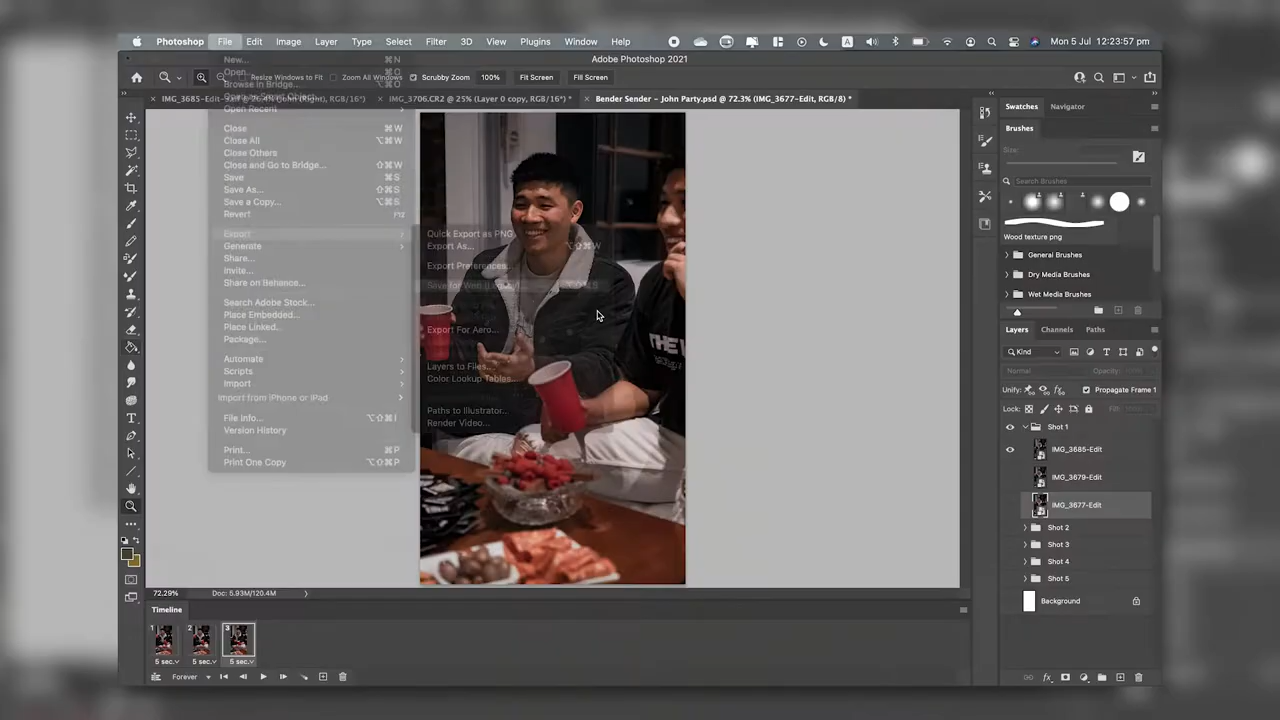 Photoshop File Edit Image Layer Type Select Filter 3D View Plugins Window Help A Mon 5 Jul 12:23:57 pm
Adobe Photoshop 2021
Resize Windows to Fit Zoom All Windows Scrubby Zoom 100% Fit Screen Fill Screen
IMG_3706.CR2 @ 25% (Layer 0 copy, RGB/16*) *
Bender Sender - John Party.psd @ 72.3% (IMG_3677-Edit, RGB/8) *
New... ⌘N
Open... ⌘O
Browse in Bridge...
Open Recent
Close ⌘W
Close All ⌥⌘W
Close Others
Close and Go to Bridge... ⇧⌘W
Save ⌘S
Save As... ⇧⌘S
Save a Copy... ⌥⌘S
Revert F12
Export
Generate
Share...
Invite...
Share on Behance...
Search Adobe Stock...
Place Embedded...
Place Linked...
Package...
Automate
Scripts
Import
Import from iPhone or iPad
File Info... ⌥⇧⌘I
Version History
Print... ⌘P
Print One Copy ⌥⇧⌘P
Quick Export as PNG
Export As... ⌥⇧⌘W
Export Preferences...
Save for Web (Legacy)... ⌥⇧⌘S
Export For Aero...
Layers to Files...
Color Lookup Tables...
Paths to Illustrator...
Render Video...
THE
Swatches Navigator
Brushes
Size:
Search Brushes
Wood texture png
General Brushes
Dry Media Brushes
Wet Media Brushes
Layers Channels Paths
Kind
Normal Opacity:
Unify: Propagate Frame 1
Lock: Fill:
Shot 1
IMG_3685-Edit
IMG_3679-Edit
IMG_3677-Edit
Shot 2
Shot 3
Shot 4
Shot 5
Background
72.29% Doc: 5.93M/120.4M
Timeline
1 2 3
5 sec. 5 sec. 5 sec.
Forever